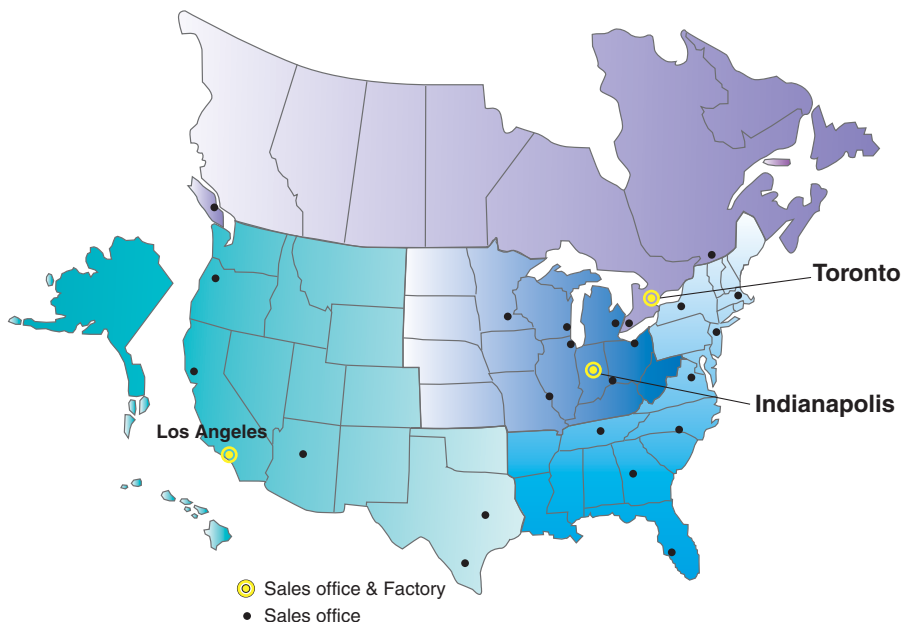 Toronto
Indianapolis
Los Angeles
Sales office & Factory
Sales office